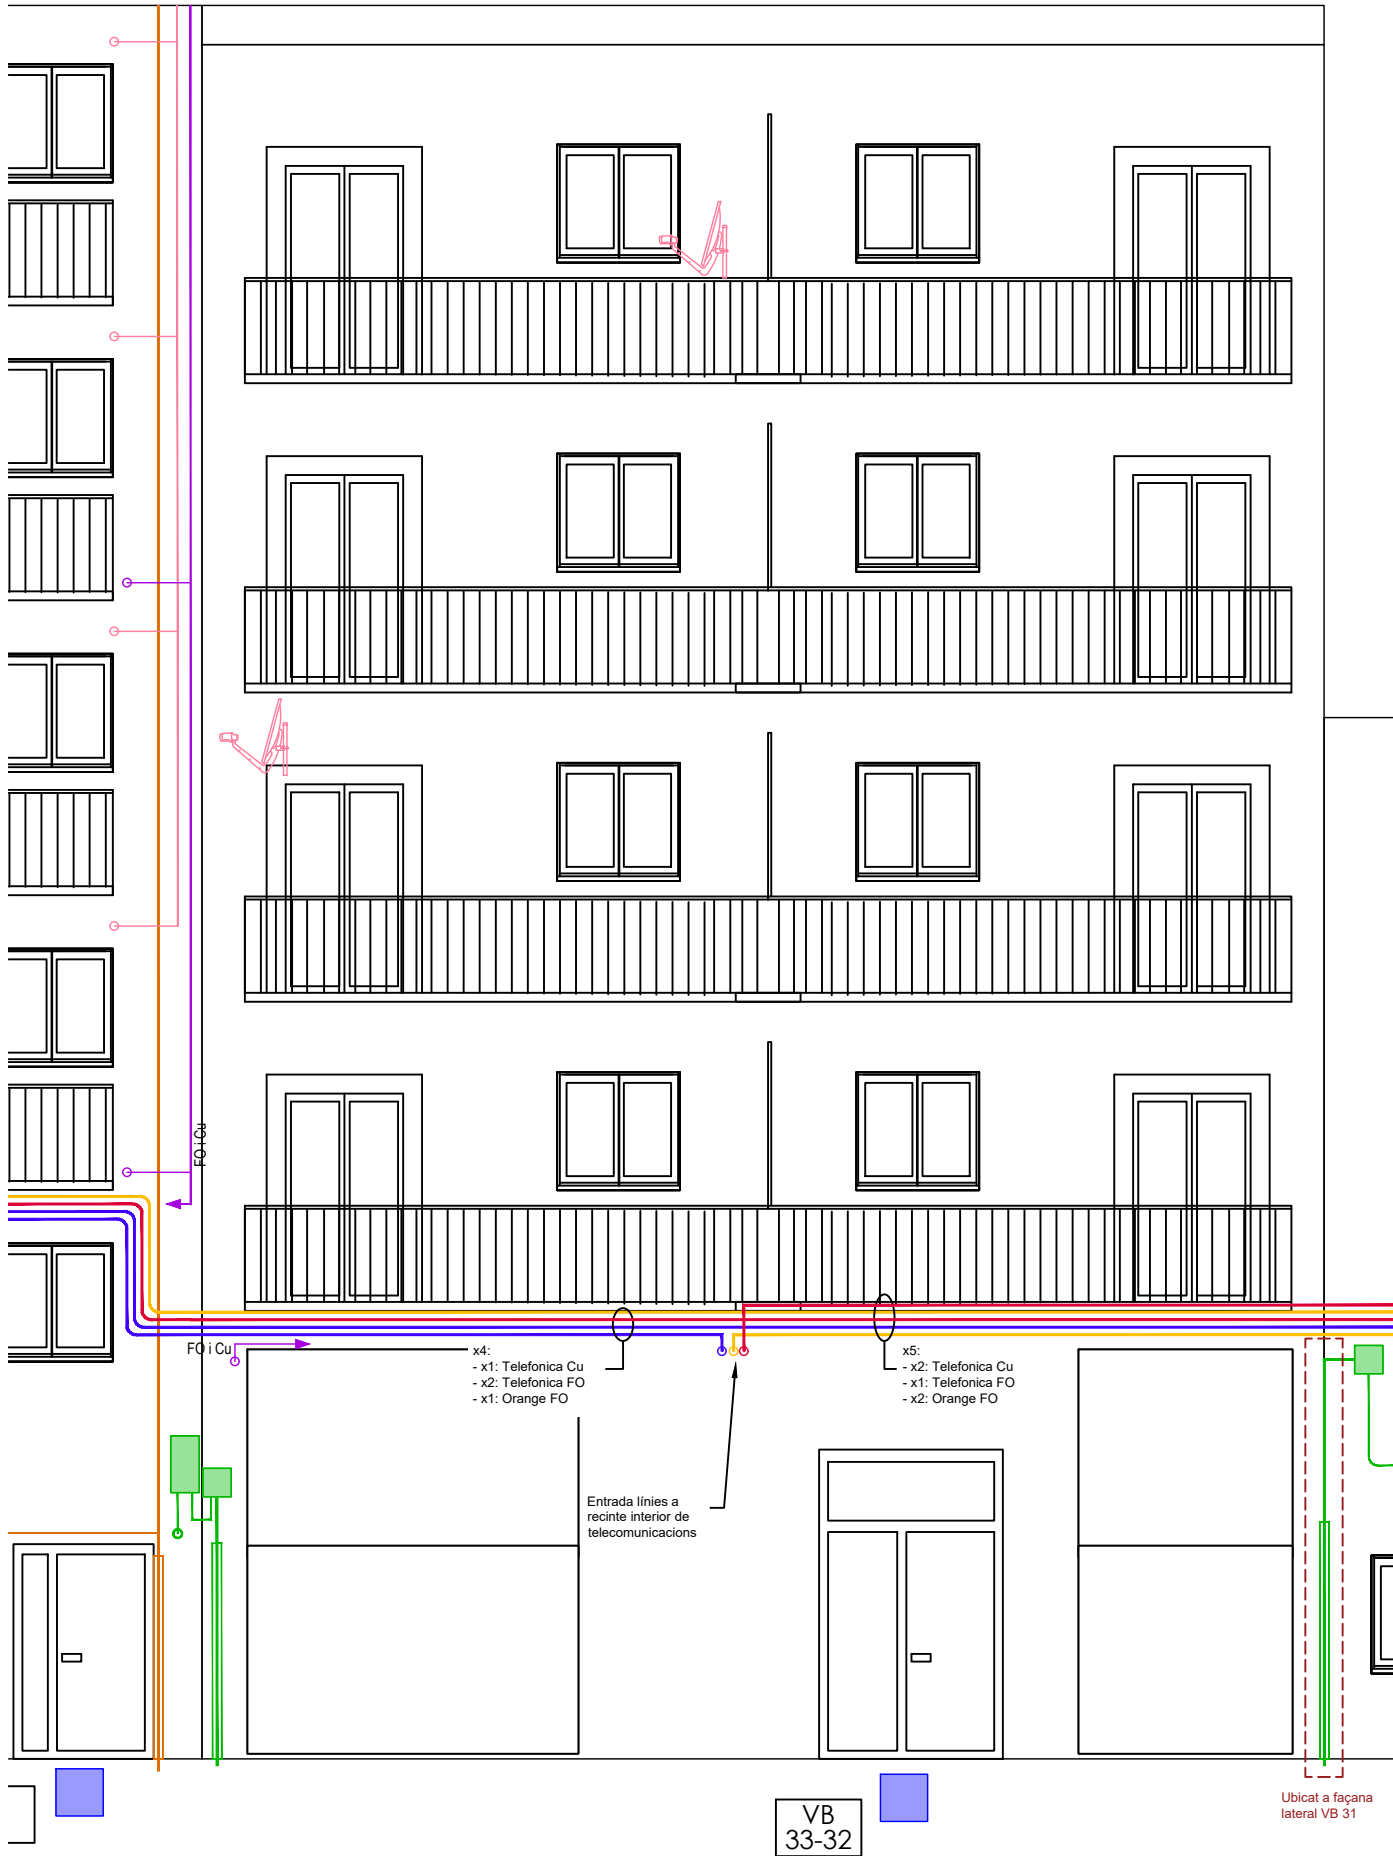 FO i Cu
FO i Cu
x4:
- x1: Telefonica Cu
- x2: Telefonica FO
- x1: Orange FO
x5:
- x2: Telefonica Cu
- x1: Telefonica FO
- x2: Orange FO
Entrada línies a
recinte interior de
telecomunicacions
Ubicat a façana
lateral VB 31
VB
33-32